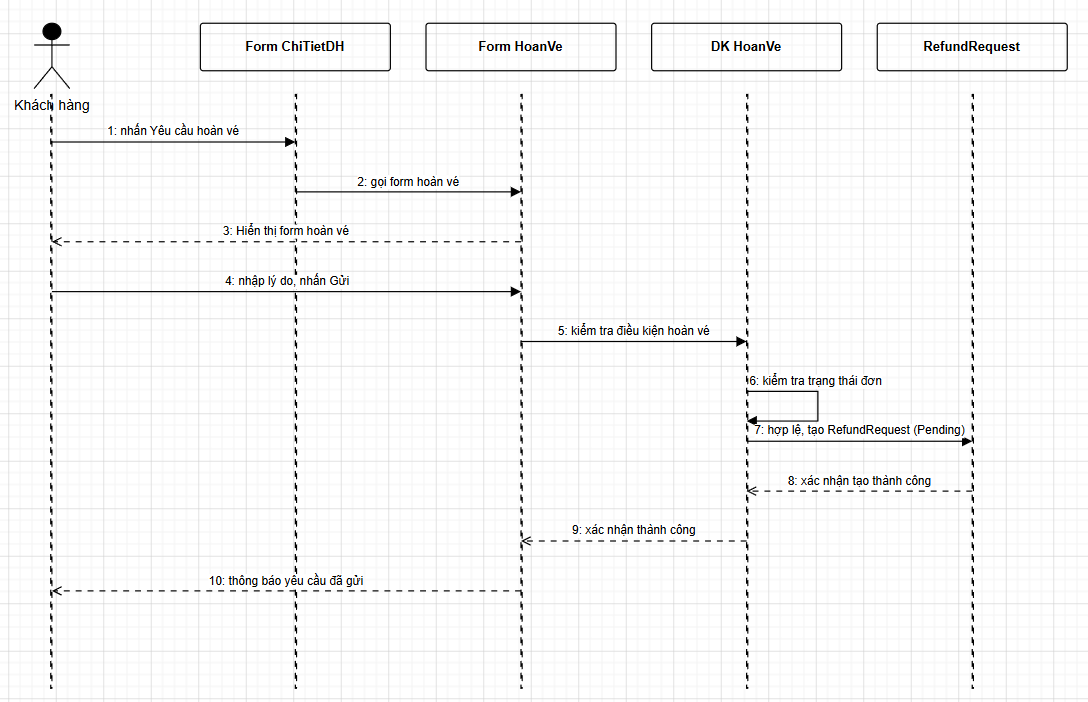 Form ChiTietDH
Form HoanVe
DK HoanVe
RefundRequest
Khách hàng
1: nhấn Yêu cầu hoàn vé
2: gọi form hoàn vé
3: Hiển thị form hoàn vé
4: nhập lý do, nhấn Gửi
5: kiểm tra điều kiện hoàn vé
6: kiểm tra trạng thái đơn
7: hợp lệ, tạo RefundRequest (Pending)
8: xác nhận tạo thành công
9: xác nhận thành công
10: thông báo yêu cầu đã gửi